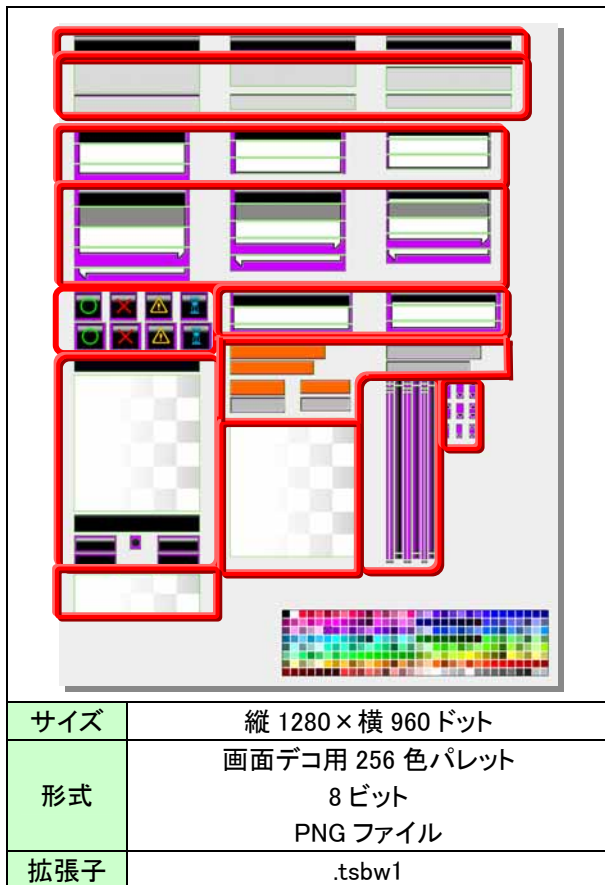 サイズ
縦 1280×横 960 ドット
形式
画面デコ用 256 色パレット
8 ビット
PNG ファイル
拡張子
.tsbw1